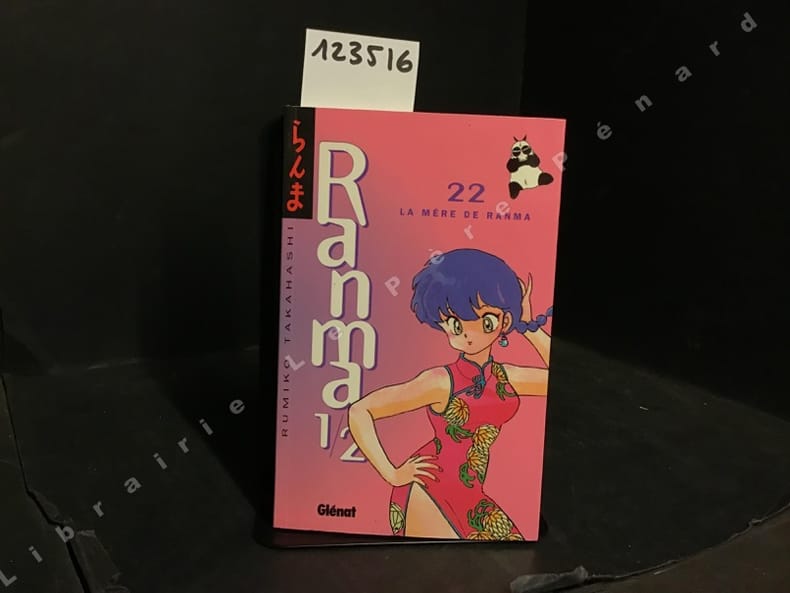 123516
らんま
Ranma
1/2
RUMIKO TAKAHASHI
22
LA MÈRE DE RANMA
Glénat
Librairie Le Père Pénard